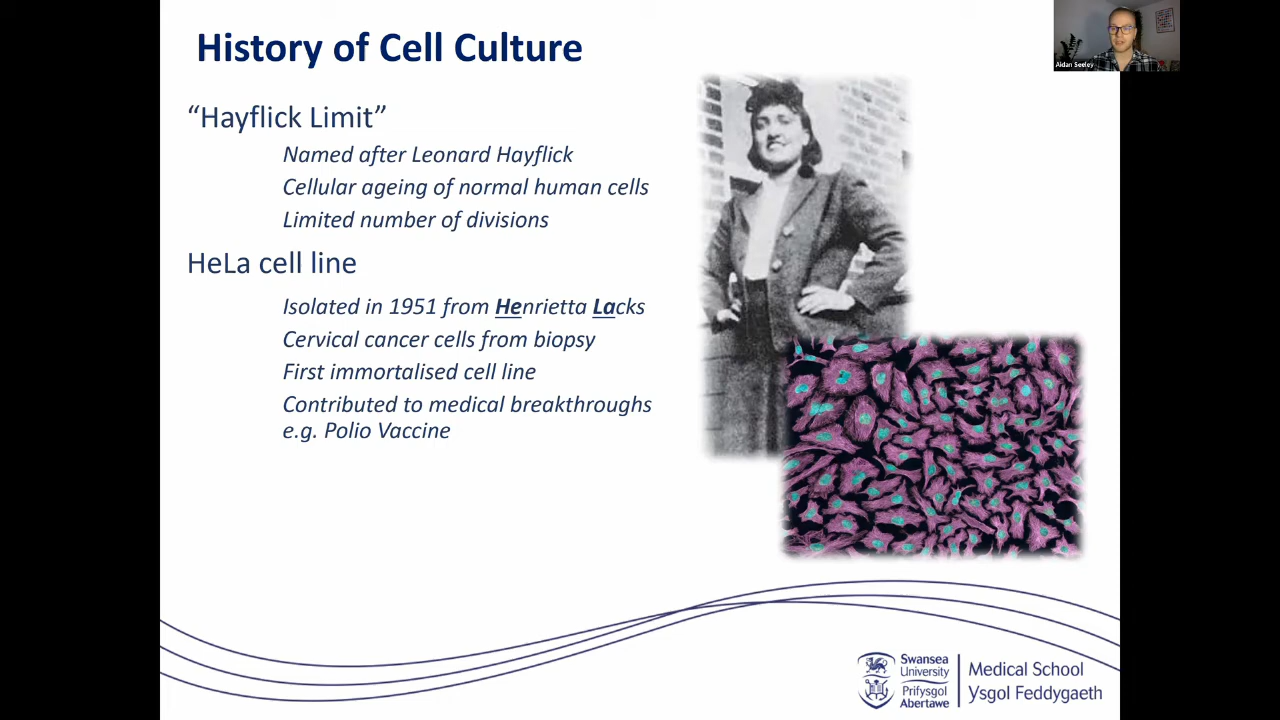 History of Cell Culture
Aidan Seeley
“Hayflick Limit”
Named after Leonard Hayflick
Cellular ageing of normal human cells
Limited number of divisions
HeLa cell line
Isolated in 1951 from Henrietta Lacks
Cervical cancer cells from biopsy
First immortalised cell line
Contributed to medical breakthroughs
e.g. Polio Vaccine
Swansea
University
Prifysgol
Abertawe
Medical School
Ysgol Feddygaeth